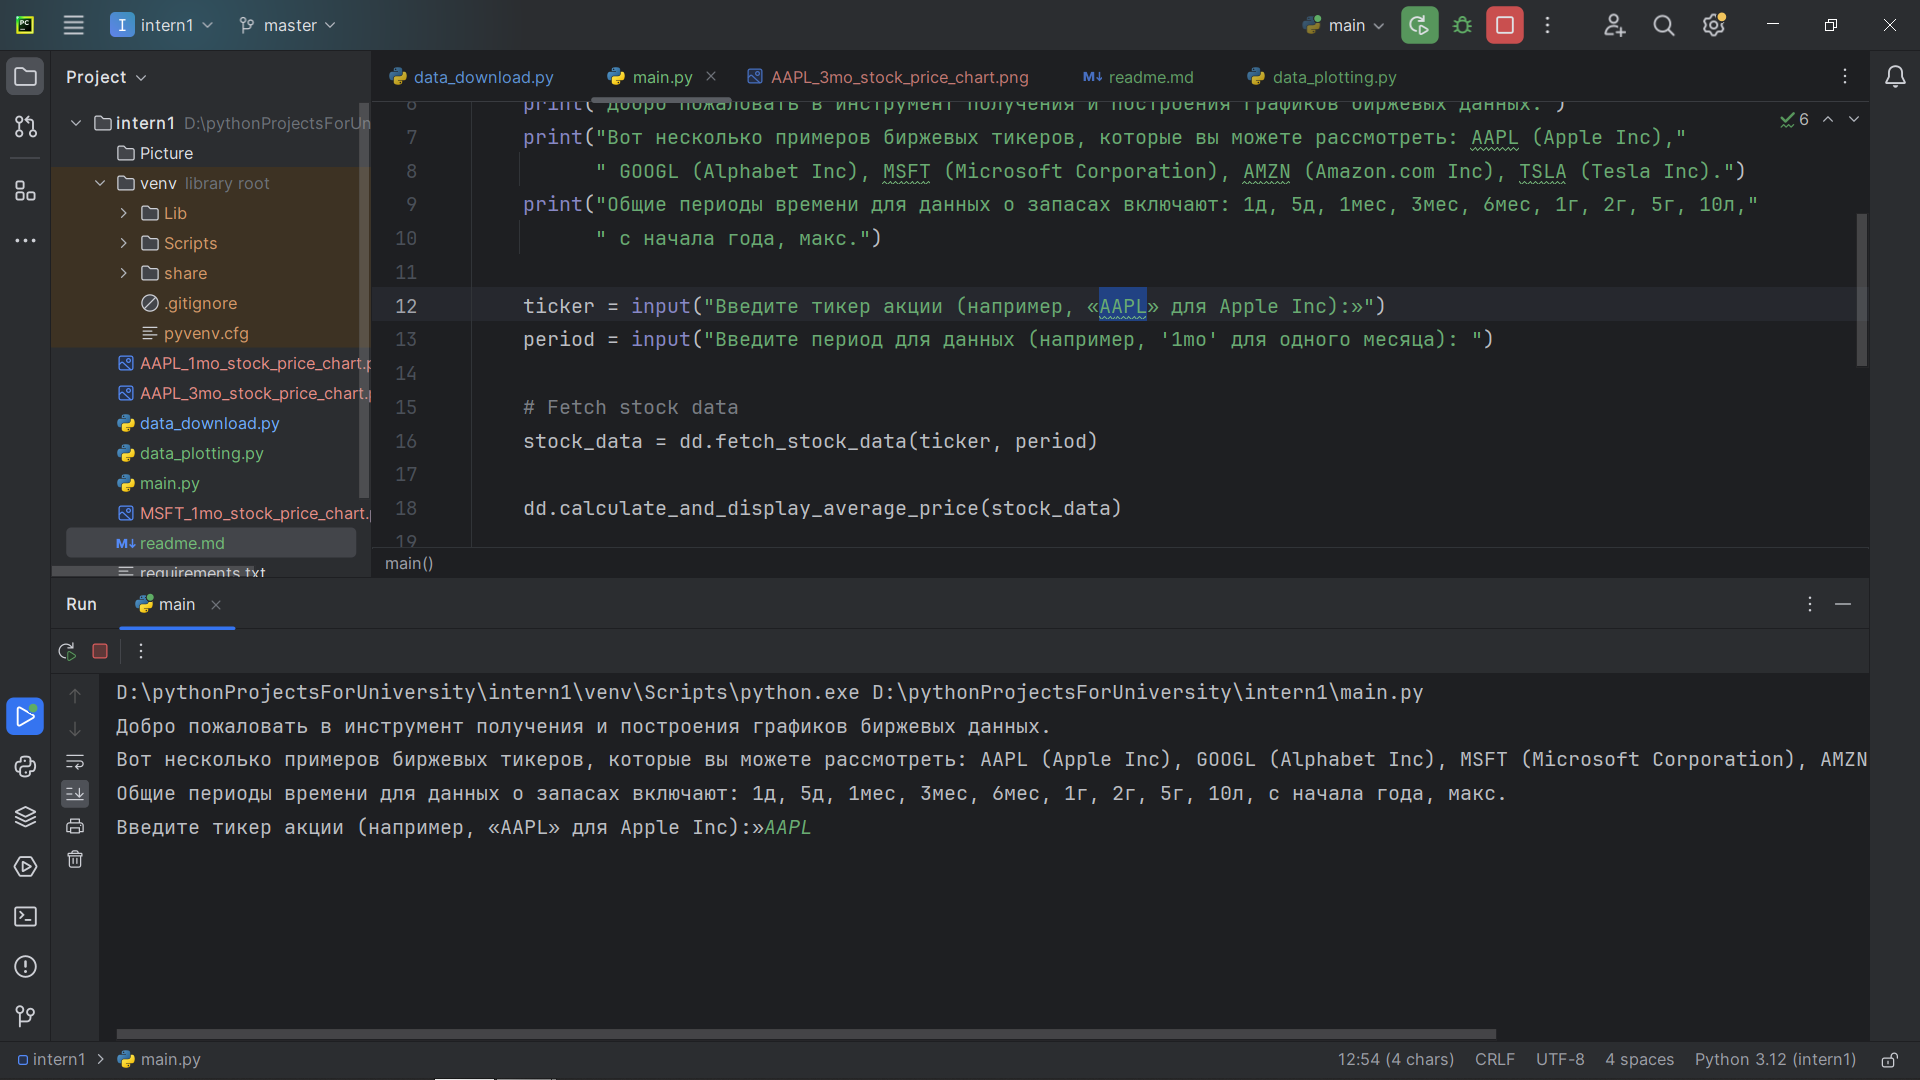 PC
I intern1
master
main
Project
data_download.py
main.py
AAPL_3mo_stock_price_chart.png
M↓ readme.md
data_plotting.py
intern1 D:\pythonProjectsForUn
Picture
venv library root
Lib
Scripts
share
.gitignore
pyvenv.cfg
AAPL_1mo_stock_price_chart.p
AAPL_3mo_stock_price_chart.
data_download.py
data_plotting.py
main.py
MSFT_1mo_stock_price_chart.
M↓ readme.md
requirements.txt
6
6 print("Добро пожаловать в инструмент получения и построения графиков биржевых данных.")
7 print("Вот несколько примеров биржевых тикеров, которые вы можете рассмотреть: AAPL (Apple Inc),"
8 " GOOGL (Alphabet Inc), MSFT (Microsoft Corporation), AMZN (Amazon.com Inc), TSLA (Tesla Inc).")
9 print("Общие периоды времени для данных о запасах включают: 1д, 5д, 1мес, 3мес, 6мес, 1г, 2г, 5г, 10л,"
10 " с начала года, макс.")
11
12 ticker = input("Введите тикер акции (например, «AAPL» для Apple Inc):»")
13 period = input("Введите период для данных (например, '1mo' для одного месяца): ")
14
15 # Fetch stock data
16 stock_data = dd.fetch_stock_data(ticker, period)
17
18 dd.calculate_and_display_average_price(stock_data)
19
main()
Run
main
D:\pythonProjectsForUniversity\intern1\venv\Scripts\python.exe D:\pythonProjectsForUniversity\intern1\main.py
Добро пожаловать в инструмент получения и построения графиков биржевых данных.
Вот несколько примеров биржевых тикеров, которые вы можете рассмотреть: AAPL (Apple Inc), GOOGL (Alphabet Inc), MSFT (Microsoft Corporation), AMZN
Общие периоды времени для данных о запасах включают: 1д, 5д, 1мес, 3мес, 6мес, 1г, 2г, 5г, 10л, с начала года, макс.
Введите тикер акции (например, «AAPL» для Apple Inc):»AAPL
intern1 > main.py
12:54 (4 chars) CRLF UTF-8 4 spaces Python 3.12 (intern1)